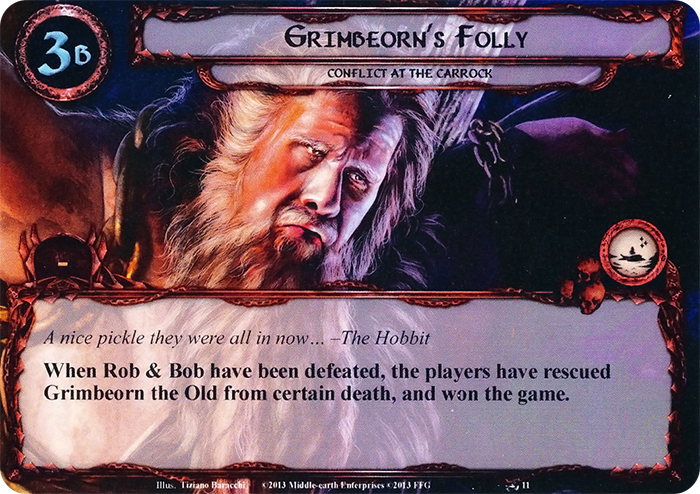 3B
GRIMBEORN'S FOLLY
CONFLICT AT THE CARROCK
A nice pickle they were all in now… –The Hobbit
When Rob & Bob have been defeated, the players have rescued
Grimbeorn the Old from certain death, and won the game.
Illus. Tiziano Baracchi ©2013 Middle-earth Enterprises ©2013 FFG 11